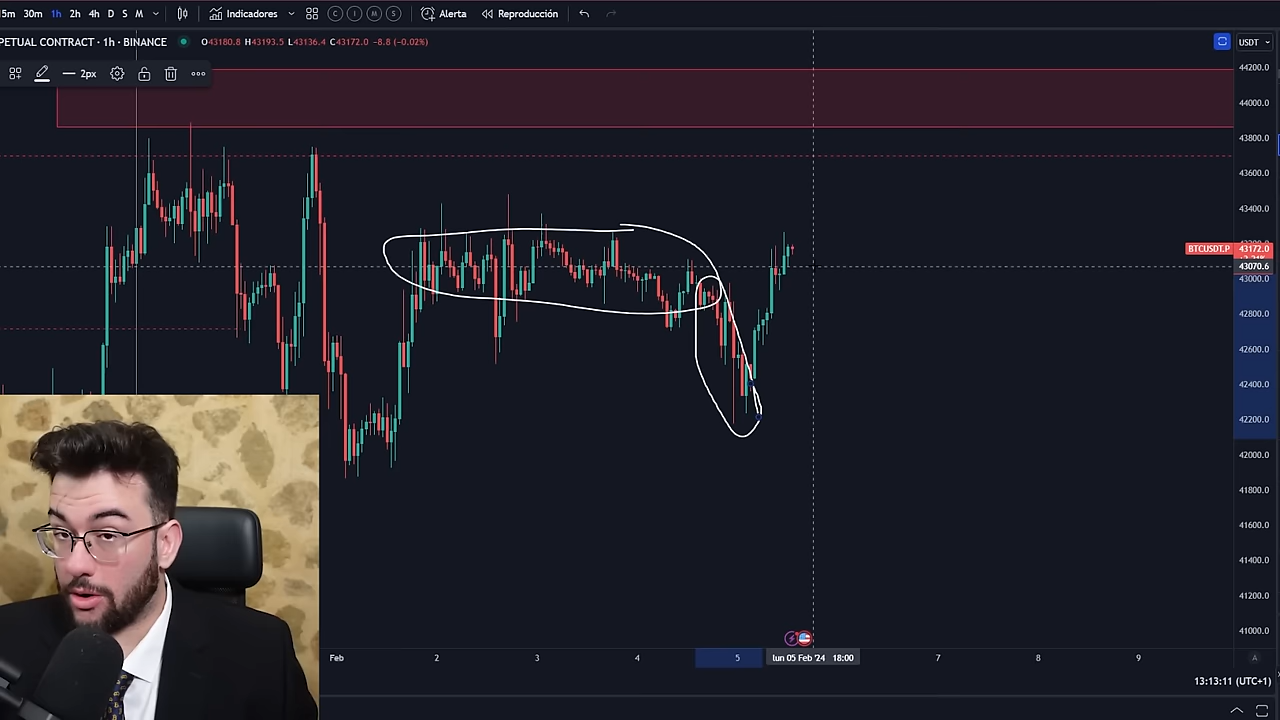 15m 30m 1h 2h 4h D S M Indicadores C I M S Alerta Reproducción
PETUAL CONTRACT · 1h · BINANCE O43180.8 H43193.5 L43136.4 C43172.0 -8.8 (-0.02%)
USDT
2px
44200.0
44000.0
43800.0
43600.0
43400.0
BTCUSDT.P 43172.0
43070.6
43000.0
42800.0
42600.0
42400.0
42200.0
42000.0
41800.0
41600.0
41400.0
41200.0
41000.0
Feb 2 3 4 5 lun 05 Feb '24 18:00 7 8 9 A
13:13:11 (UTC+1)